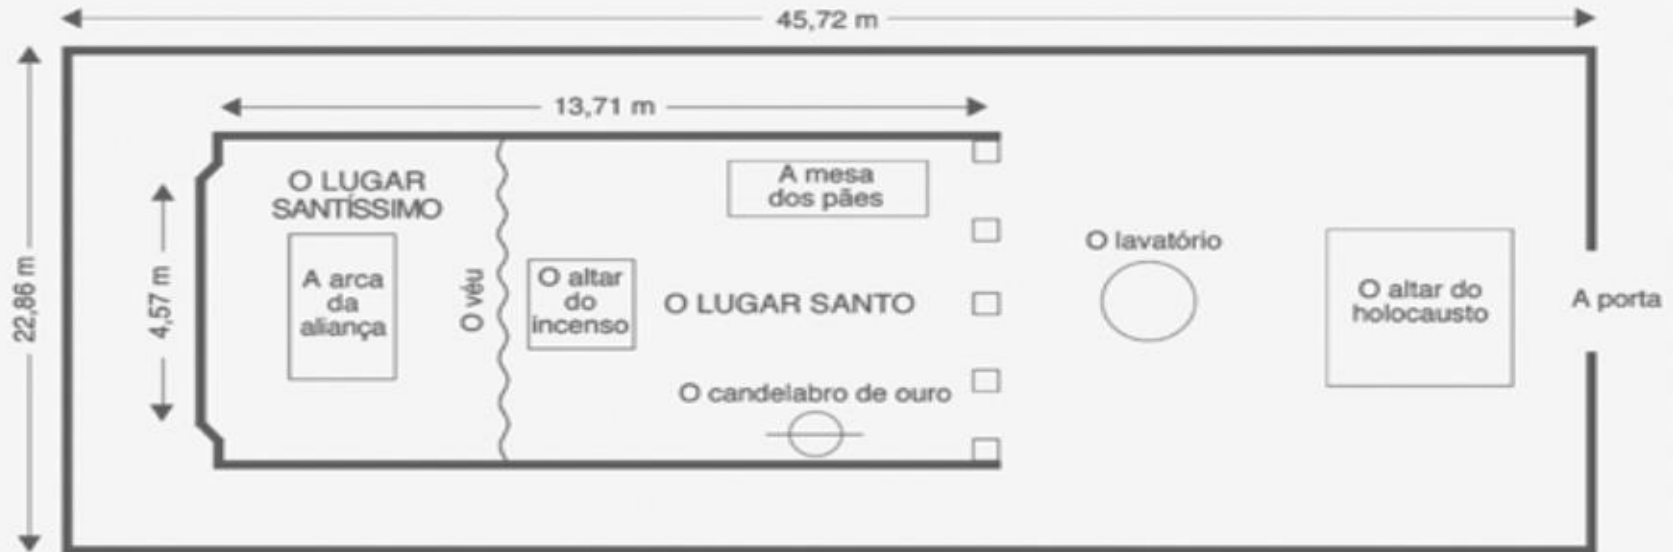 45,72 m
13,71 m
22,86 m
4,57 m
O LUGAR
SANTÍSSIMO
A arca
da
aliança
O véu
O altar
do
incenso
O LUGAR SANTO
A mesa
dos pães
O candelabro de ouro
O lavatório
O altar do
holocausto
A porta